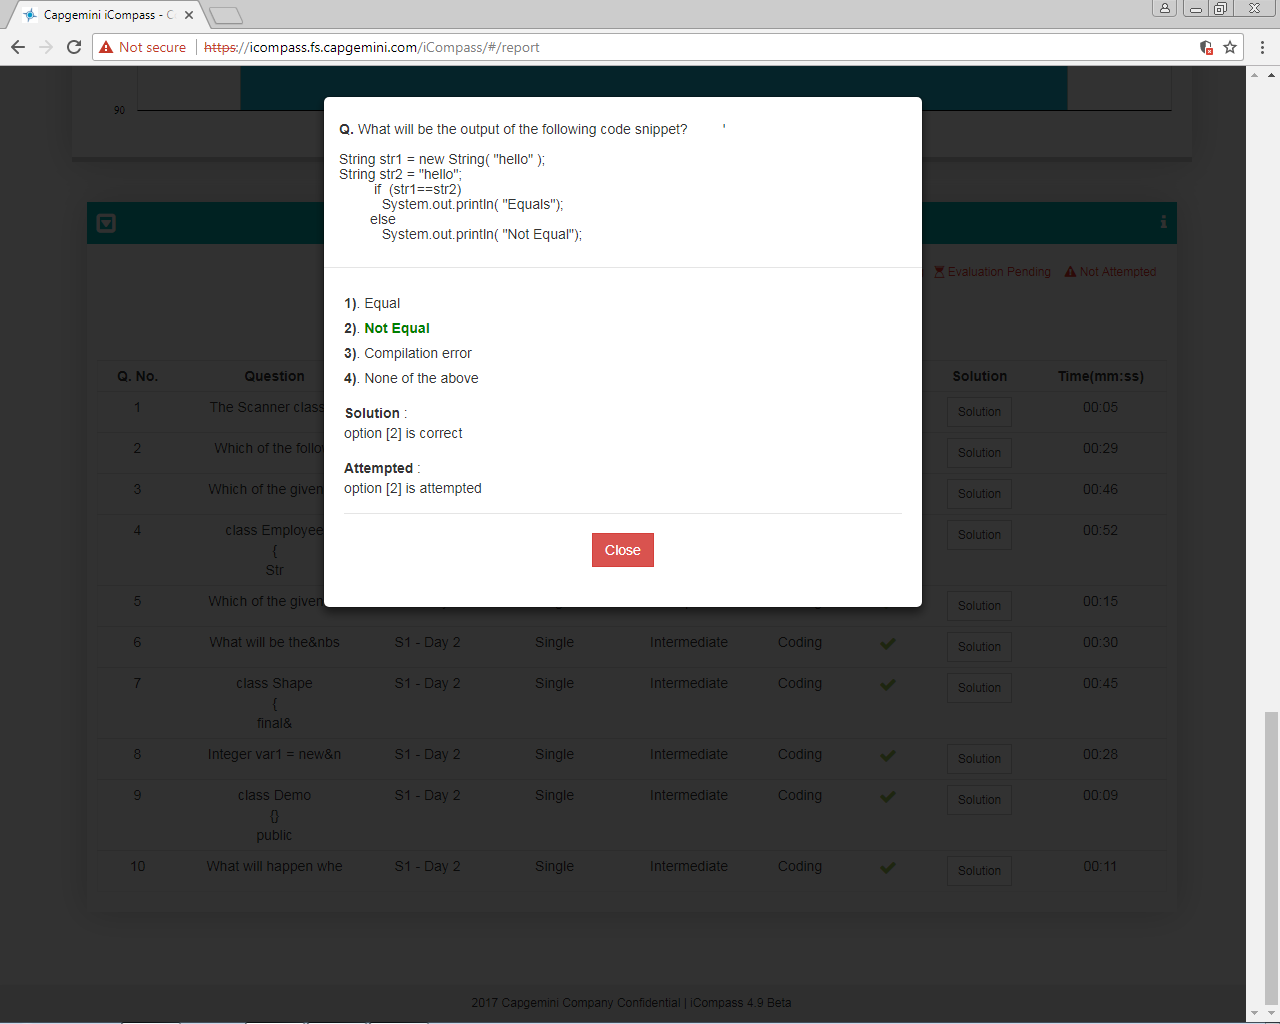 Capgemini iCompass - C
Not secure
https://icompass.fs.capgemini.com/iCompass/#/report
90
Q. What will be the output of the following code snippet? '
String str1 = new String( "hello" );
String str2 = "hello";
if (str1==str2)
System.out.println( "Equals");
else
System.out.println( "Not Equal");
Evaluation Pending Not Attempted
1). Equal
2). Not Equal
3). Compilation error
4). None of the above
Solution :
option [2] is correct
Attempted :
option [2] is attempted
Close
Q. No. Question Solution Time(mm:ss)
1 The Scanner class Solution 00:05
2 Which of the follo Solution 00:29
3 Which of the given Solution 00:46
4 class Employee Solution 00:52
{
Str
5 Which of the given Solution 00:15
6 What will be the&nbs S1 - Day 2 Single Intermediate Coding Solution 00:30
7 class Shape S1 - Day 2 Single Intermediate Coding Solution 00:45
{
final&
8 Integer var1 = new&n S1 - Day 2 Single Intermediate Coding Solution 00:28
9 class Demo S1 - Day 2 Single Intermediate Coding Solution 00:09
{}
public
10 What will happen whe S1 - Day 2 Single Intermediate Coding Solution 00:11
2017 Capgemini Company Confidential | iCompass 4.9 Beta